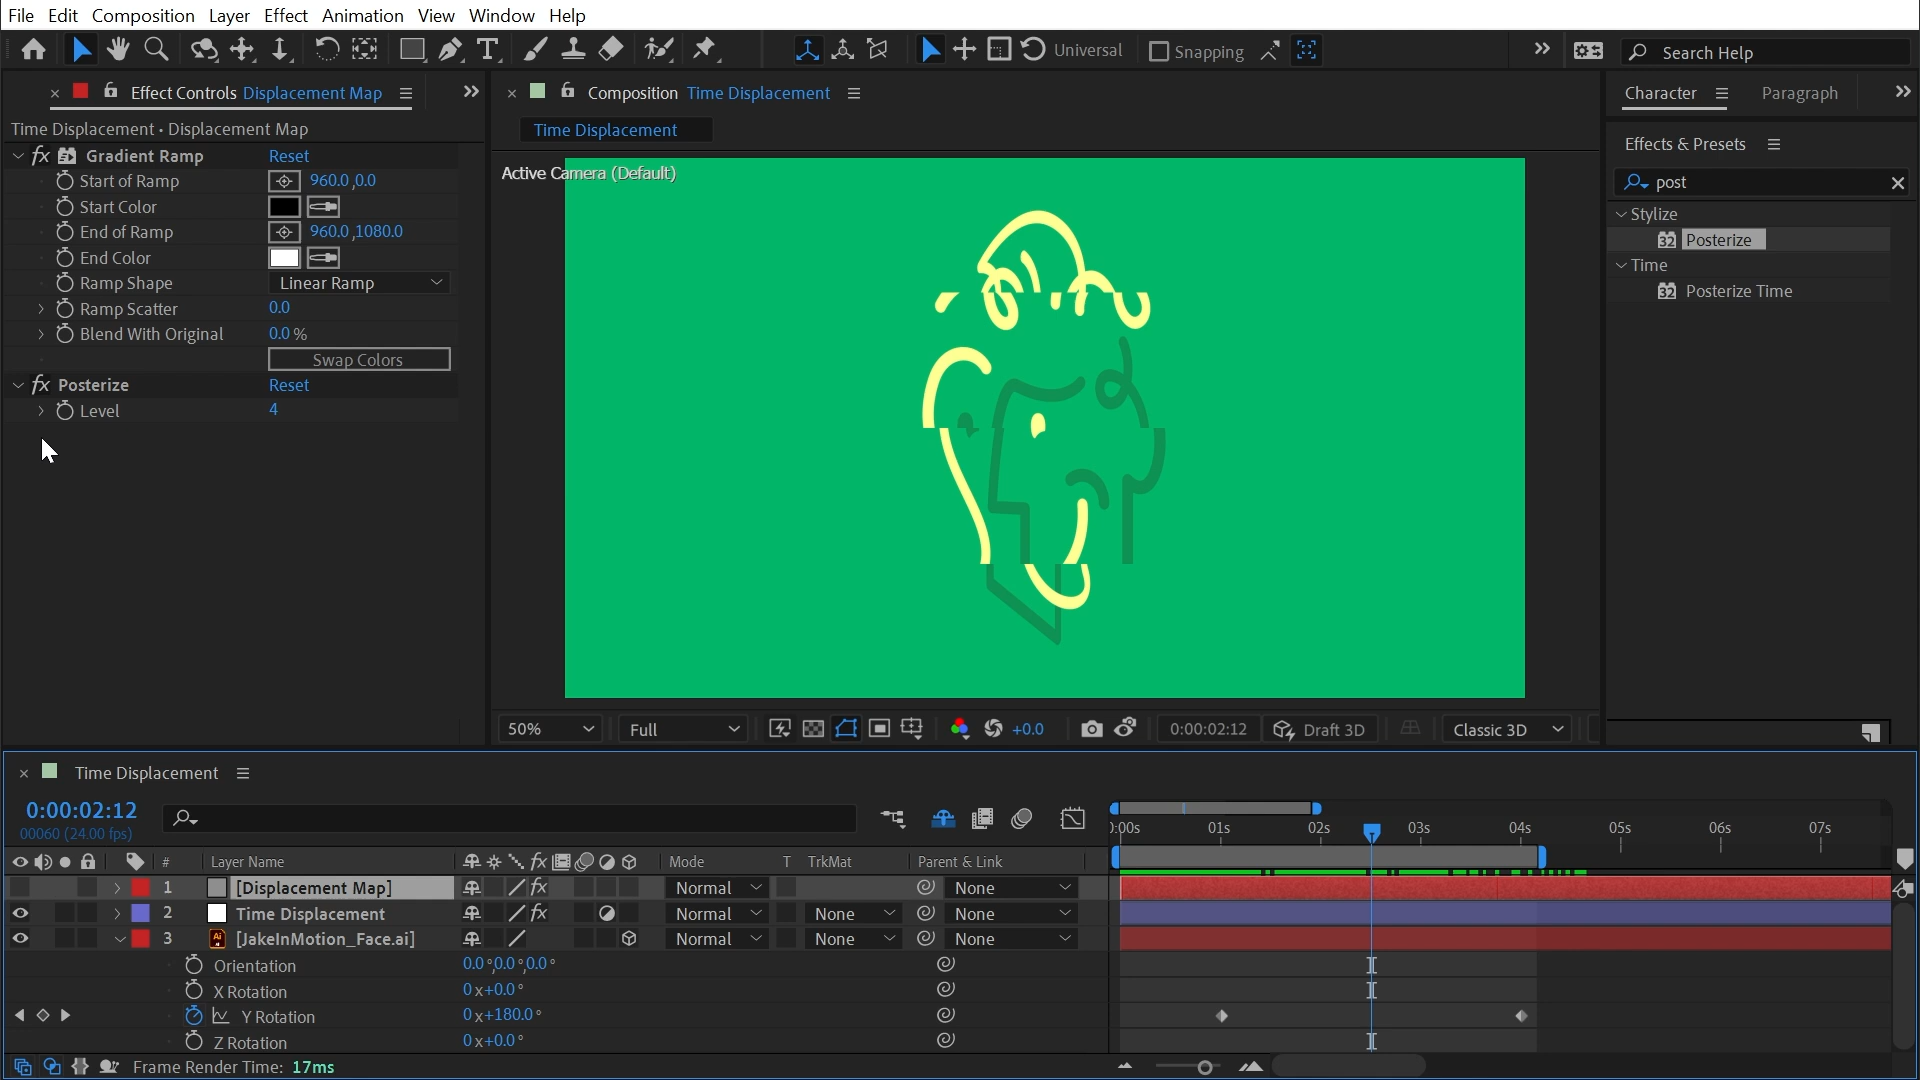 File Edit Composition Layer Effect Animation View Window Help
Universal Snapping Search Help
Effect Controls Displacement Map
Composition Time Displacement
Character Paragraph
Time Displacement • Displacement Map
Time Displacement
Effects & Presets
Active Camera (Default)
fx Gradient Ramp Reset
Start of Ramp 960.0,0.0
Start Color
End of Ramp 960.0,1080.0
End Color
Ramp Shape Linear Ramp
Ramp Scatter 0.0
Blend With Original 0.0 %
Swap Colors
fx Posterize Reset
Level 4
post
Stylize
32 Posterize
Time
32 Posterize Time
50% Full +0.0 0:00:02:12 Draft 3D Classic 3D
Time Displacement
0:00:02:12
00060 (24.00 fps)
):00s 01s 02s 03s 04s 05s 06s 07s
# Layer Name fx Mode T TrkMat Parent & Link
1 [Displacement Map] fx Normal None
2 Time Displacement fx Normal None None
3 Ai [JakeInMotion_Face.ai] Normal None None
Orientation 0.0°,0.0°,0.0°
X Rotation 0x+0.0°
Y Rotation 0x+180.0°
Z Rotation 0x+0.0°
Frame Render Time: 17ms